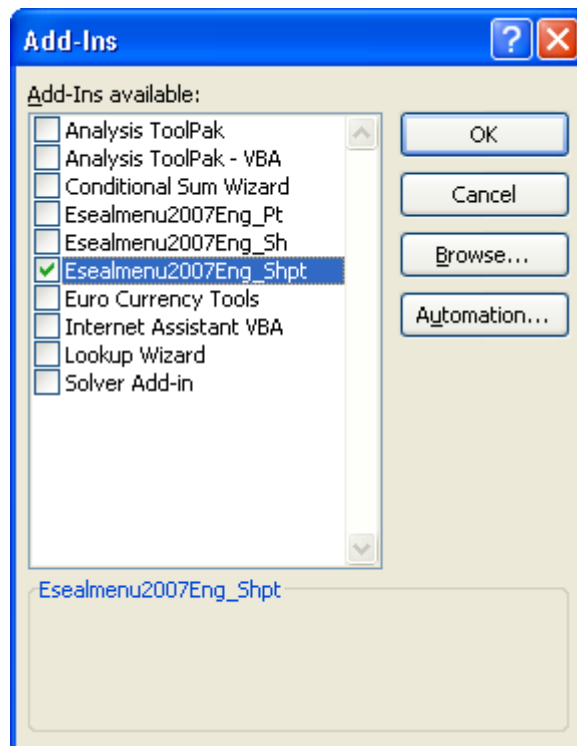 Add-Ins
Add-Ins available:
Analysis ToolPak
Analysis ToolPak - VBA
Conditional Sum Wizard
Esealmenu2007Eng_Pt
Esealmenu2007Eng_Sh
Esealmenu2007Eng_Shpt
Euro Currency Tools
Internet Assistant VBA
Lookup Wizard
Solver Add-in
OK
Cancel
Browse...
Automation...
Esealmenu2007Eng_Shpt